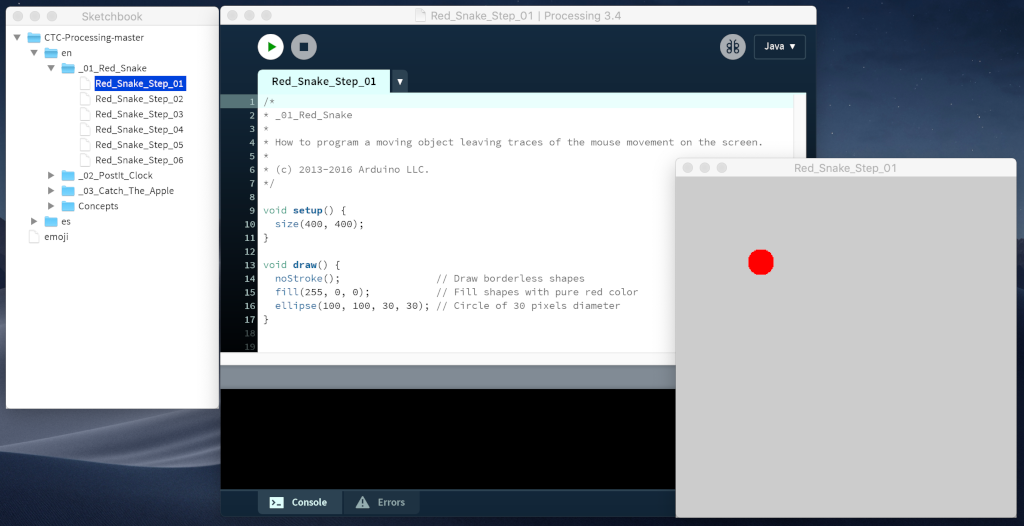 Sketchbook
CTC-Processing-master
en
_01_Red_Snake
Red_Snake_Step_01
Red_Snake_Step_02
Red_Snake_Step_03
Red_Snake_Step_04
Red_Snake_Step_05
Red_Snake_Step_06
_02_PostIt_Clock
_03_Catch_The_Apple
Concepts
es
emoji
Red_Snake_Step_01 | Processing 3.4
Java ▼
Red_Snake_Step_01 ▼
1 /*
2 * _01_Red_Snake
3 *
4 * How to program a moving object leaving traces of the mouse movement on the screen.
5 *
6 * (c) 2013-2016 Arduino LLC.
7 */
8
9 void setup() {
10 size(400, 400);
11 }
12
13 void draw() {
14 noStroke(); // Draw borderless shapes
15 fill(255, 0, 0); // Fill shapes with pure red color
16 ellipse(100, 100, 30, 30); // Circle of 30 pixels diameter
17 }
18
19
Console
Errors
Red_Snake_Step_01